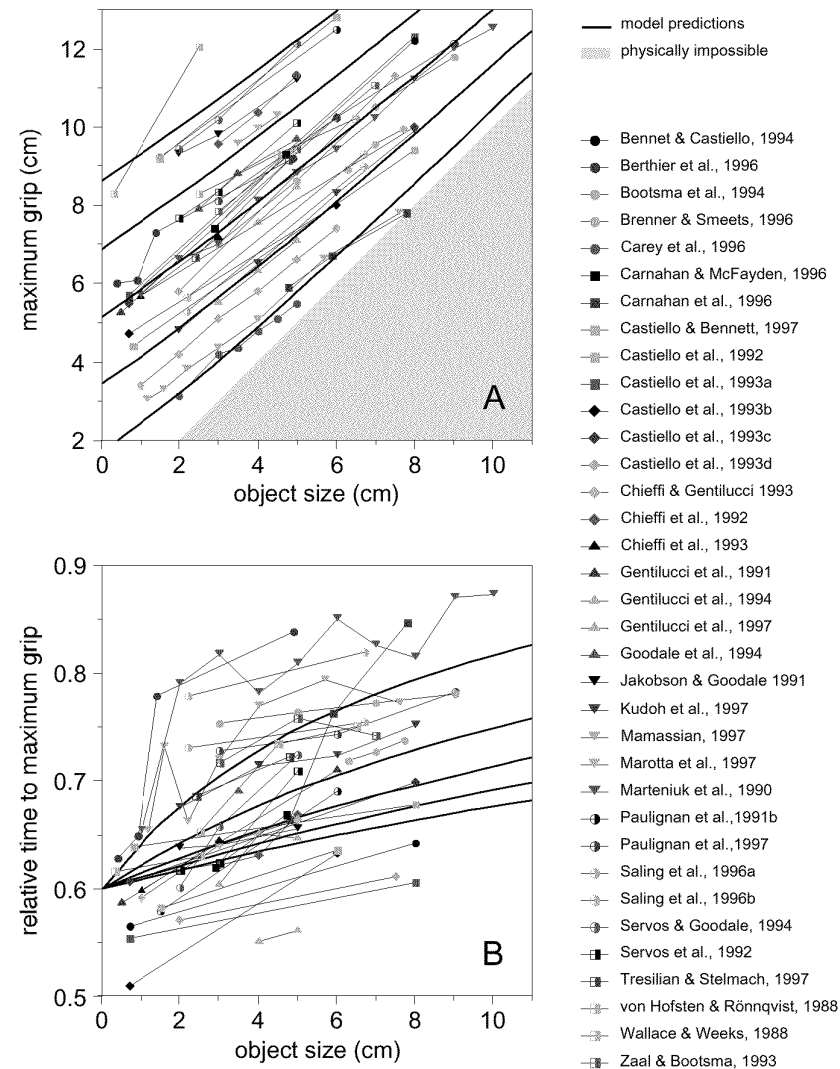 12
10
8
6
4
2
maximum grip (cm)
A
0
2
4
6
8
10
object size (cm)
model predictions
physically impossible
Bennet & Castiello, 1994
Berthier et al., 1996
Bootsma et al., 1994
Brenner & Smeets, 1996
Carey et al., 1996
Carnahan & McFayden, 1996
Carnahan et al., 1996
Castiello & Bennett, 1997
Castiello et al., 1992
Castiello et al., 1993a
Castiello et al., 1993b
Castiello et al., 1993c
Castiello et al., 1993d
Chieffi & Gentilucci 1993
Chieffi et al., 1992
Chieffi et al., 1993
Gentilucci et al., 1991
Gentilucci et al., 1994
Gentilucci et al., 1997
Goodale et al., 1994
Jakobson & Goodale 1991
Kudoh et al., 1997
Mamassian, 1997
Marotta et al., 1997
Marteniuk et al., 1990
Paulignan et al.,1991b
Paulignan et al.,1997
Saling et al., 1996a
Saling et al., 1996b
Servos & Goodale, 1994
Servos et al., 1992
Tresilian & Stelmach, 1997
von Hofsten & Rönnqvist, 1988
Wallace & Weeks, 1988
Zaal & Bootsma, 1993
0.9
0.8
0.7
0.6
0.5
relative time to maximum grip
B
0
2
4
6
8
10
object size (cm)